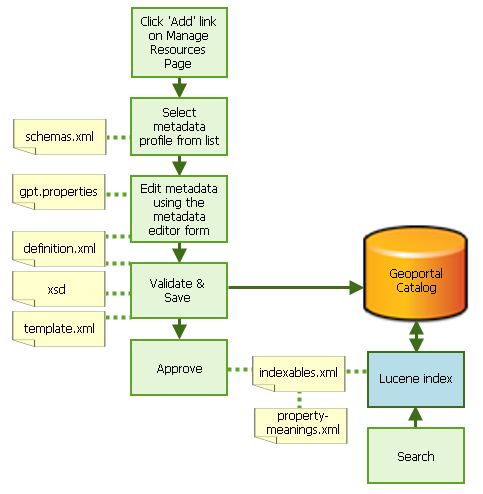 Click 'Add' link
on Manage
Resources
Page
Select
metadata
profile from list
schemas.xml
Edit metadata
using the
metadata
editor form
gpt.properties
definition.xml
xsd
template.xml
Validate &
Save
Geoportal
Catalog
Approve
indexables.xml
property-
meanings.xml
Lucene index
Search